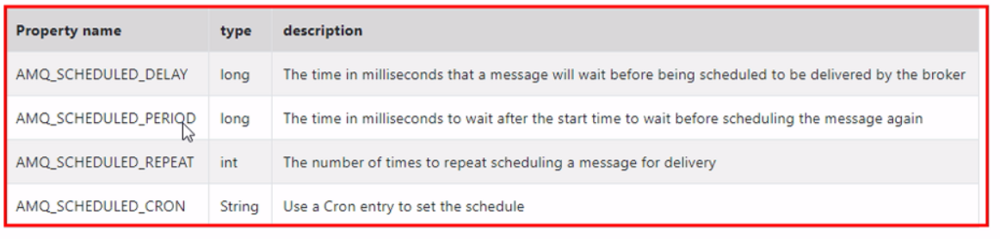 Property name type description
AMQ_SCHEDULED_DELAY long The time in milliseconds that a message will wait before being scheduled to be delivered by the broker
AMQ_SCHEDULED_PERIOD long The time in milliseconds to wait after the start time to wait before scheduling the message again
AMQ_SCHEDULED_REPEAT int The number of times to repeat scheduling a message for delivery
AMQ_SCHEDULED_CRON String Use a Cron entry to set the schedule